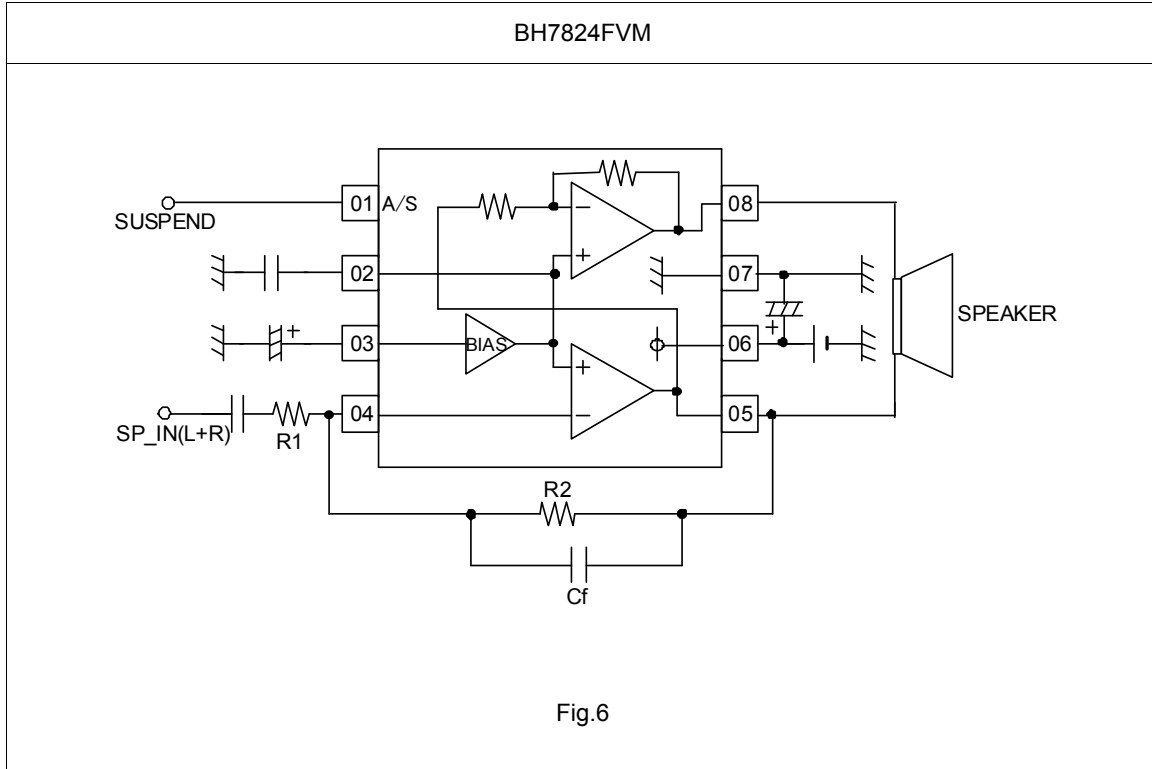 BH7824FVM
SUSPEND
01
A/S
08
02
07
+
-
03
BIAS
+
06
SPEAKER
+
+
SP_IN(L+R)
R1
04
-
05
R2
Cf
Fig.6